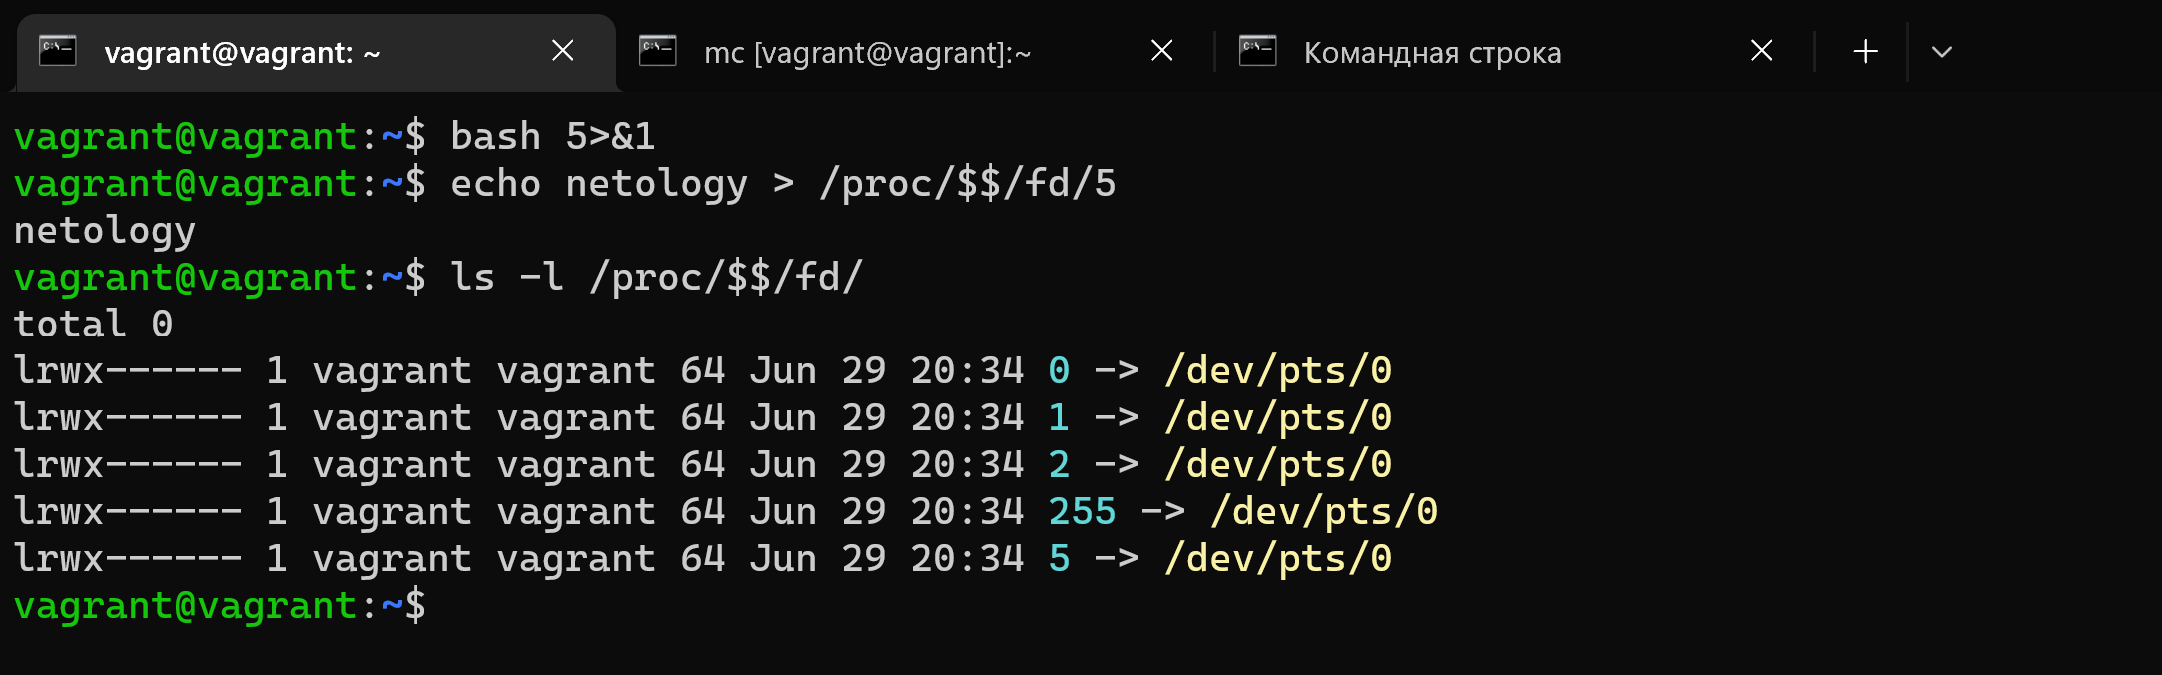 vagrant@vagrant: ~
mc [vagrant@vagrant]:~
Командная строка
vagrant@vagrant:~$ bash 5>&1
vagrant@vagrant:~$ echo netology > /proc/$$/fd/5
netology
vagrant@vagrant:~$ ls -l /proc/$$/fd/
total 0
lrwx------ 1 vagrant vagrant 64 Jun 29 20:34 0 -> /dev/pts/0
lrwx------ 1 vagrant vagrant 64 Jun 29 20:34 1 -> /dev/pts/0
lrwx------ 1 vagrant vagrant 64 Jun 29 20:34 2 -> /dev/pts/0
lrwx------ 1 vagrant vagrant 64 Jun 29 20:34 255 -> /dev/pts/0
lrwx------ 1 vagrant vagrant 64 Jun 29 20:34 5 -> /dev/pts/0
vagrant@vagrant:~$